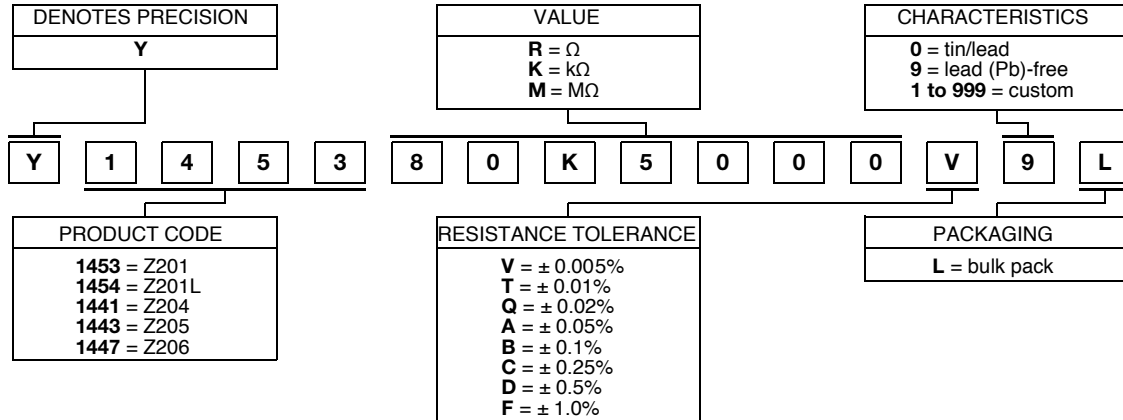 DENOTES PRECISION
Y
VALUE
R = Ω
K = kΩ
M = MΩ
CHARACTERISTICS
0 = tin/lead
9 = lead (Pb)-free
1 to 999 = custom
Y 1 4 5 3 8 0 K 5 0 0 0 V 9 L
PRODUCT CODE
1453 = Z201
1454 = Z201L
1441 = Z204
1443 = Z205
1447 = Z206
RESISTANCE TOLERANCE
V = ± 0.005%
T = ± 0.01%
Q = ± 0.02%
A = ± 0.05%
B = ± 0.1%
C = ± 0.25%
D = ± 0.5%
F = ± 1.0%
PACKAGING
L = bulk pack